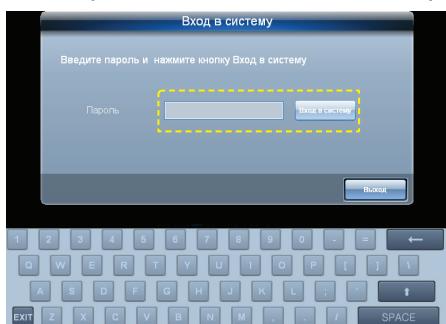 Вход в систему
Введите пароль и нажмите кнопку Вход в систему
Пароль
Вход в систему
Выход
1 2 3 4 5 6 7 8 9 0 - = ←
Q W E R T Y U I O P [ ] \
A S D F G H J K L ; ' ↑
EXIT Z X C V B N M , . / SPACE